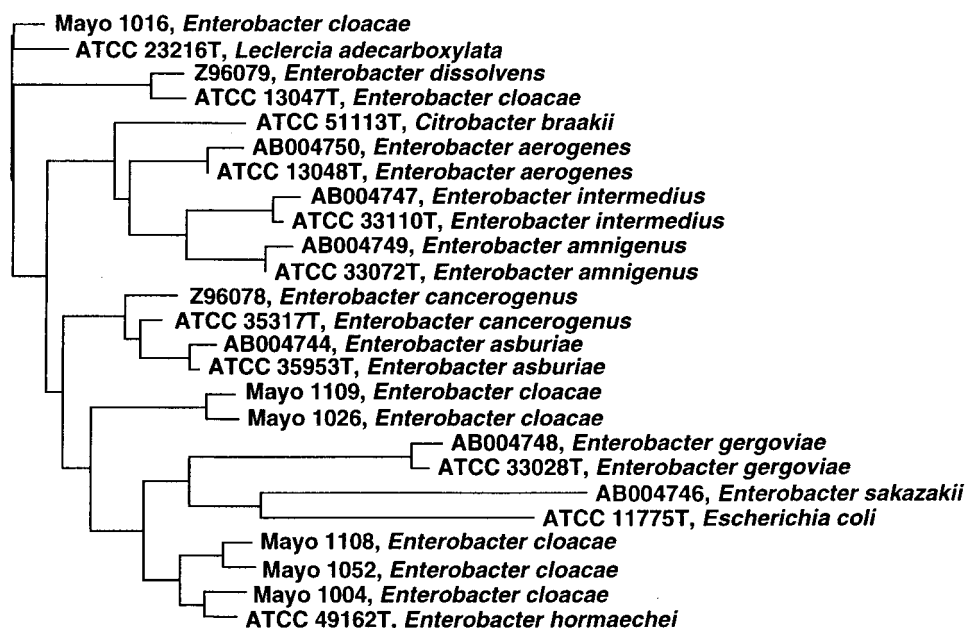 Mayo 1016, Enterobacter cloacae
ATCC 23216T, Leclercia adecarboxylata
Z96079, Enterobacter dissolvens
ATCC 13047T, Enterobacter cloacae
ATCC 51113T, Citrobacter braakii
AB004750, Enterobacter aerogenes
ATCC 13048T, Enterobacter aerogenes
AB004747, Enterobacter intermedius
ATCC 33110T, Enterobacter intermedius
AB004749, Enterobacter amnigenus
ATCC 33072T, Enterobacter amnigenus
Z96078, Enterobacter cancerogenus
ATCC 35317T, Enterobacter cancerogenus
AB004744, Enterobacter asburiae
ATCC 35953T, Enterobacter asburiae
Mayo 1109, Enterobacter cloacae
Mayo 1026, Enterobacter cloacae
AB004748, Enterobacter gergoviae
ATCC 33028T, Enterobacter gergoviae
AB004746, Enterobacter sakazakii
ATCC 11775T, Escherichia coli
Mayo 1108, Enterobacter cloacae
Mayo 1052, Enterobacter cloacae
Mayo 1004, Enterobacter cloacae
ATCC 49162T, Enterobacter hormaechei